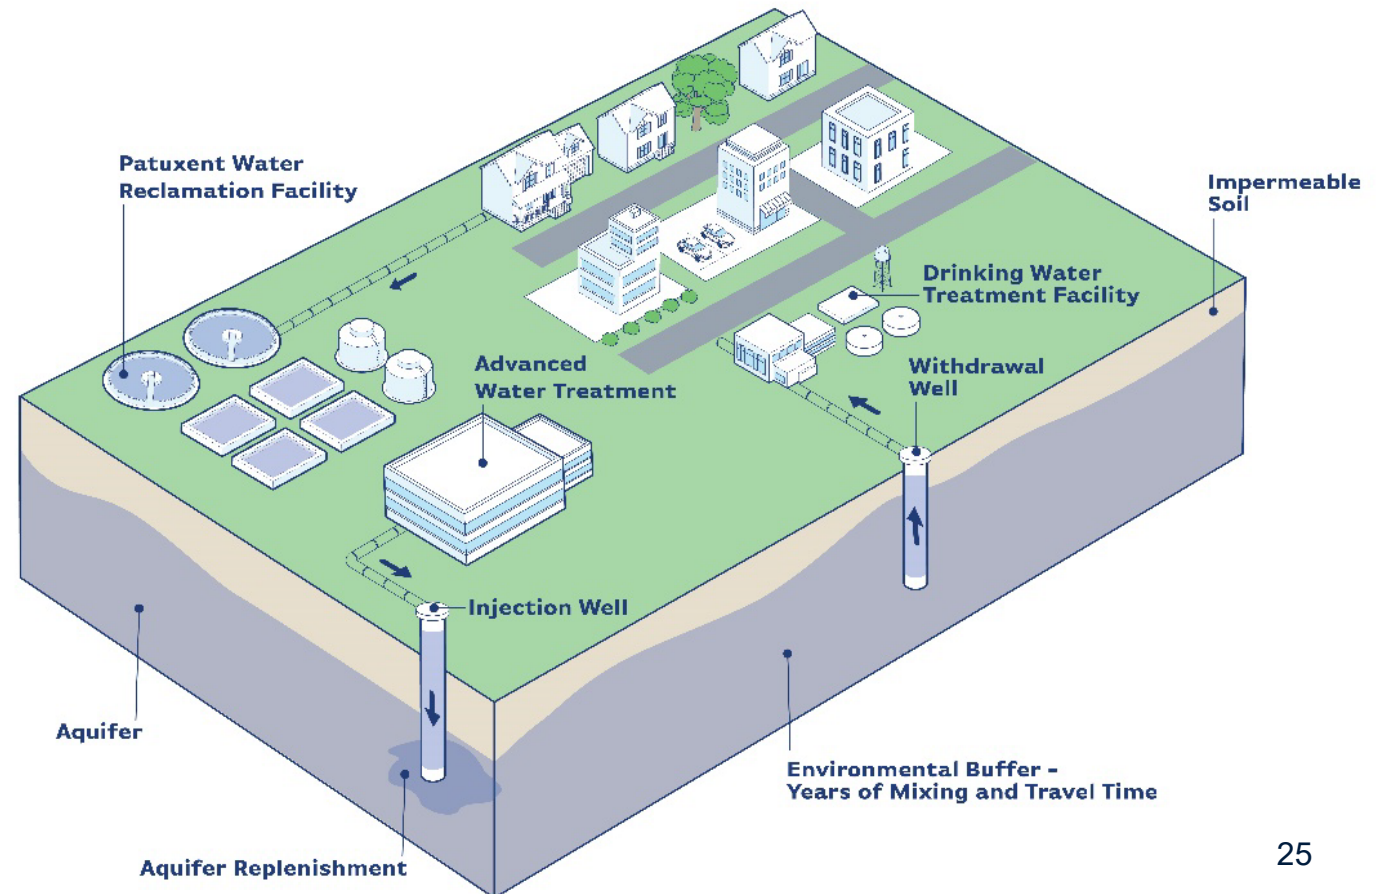 Patuxent Water
Reclamation Facility
Impermeable
Soil
Drinking Water
Treatment Facility
Advanced
Water Treatment
Withdrawal
Well
Injection Well
Aquifer
Environmental Buffer –
Years of Mixing and Travel Time
Aquifer Replenishment
25